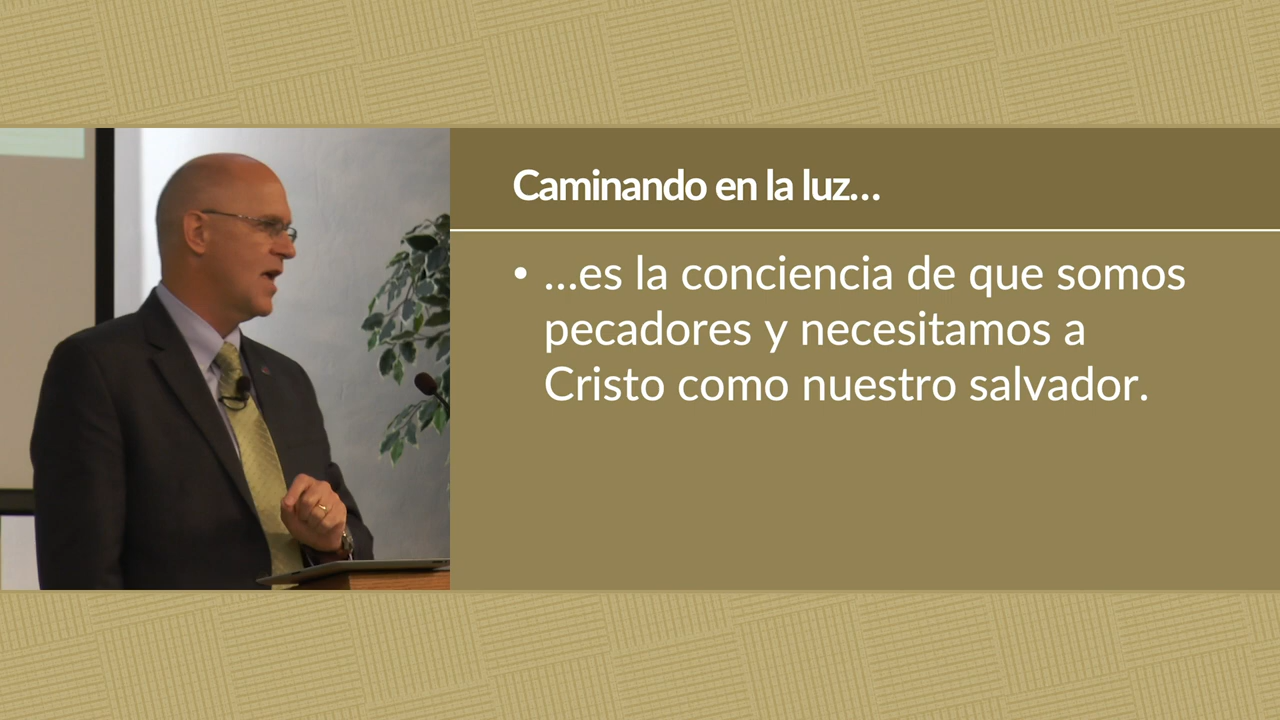 Caminando en la luz...
• ...es la conciencia de que somos
pecadores y necesitamos a
Cristo como nuestro salvador.